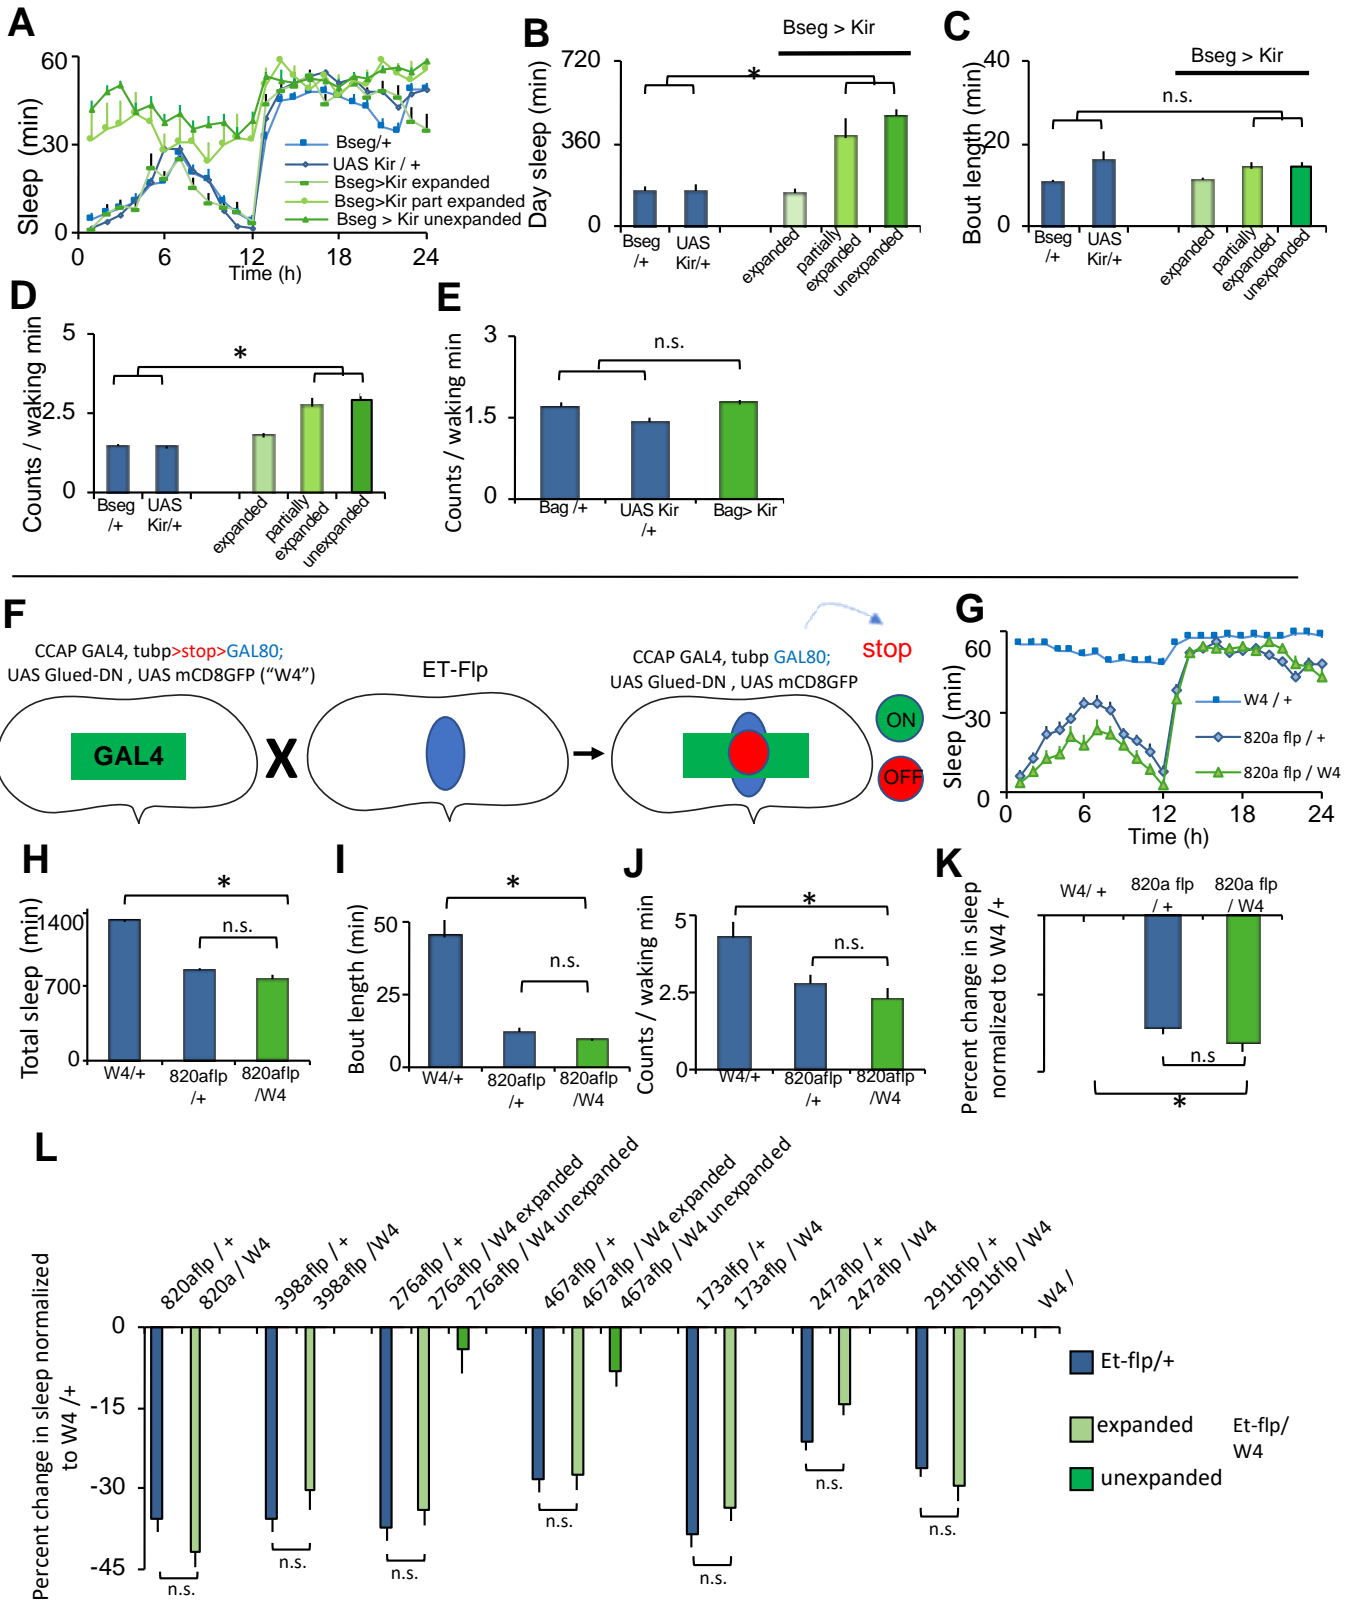 A
60
30
0
Sleep (min)
0
6
12
18
24
Time (h)
Bseg/+
UAS Kir / +
Bseg>Kir expanded
Bseg>Kir part expanded
Bseg > Kir unexpanded
B
Bseg > Kir
*
720
360
0
Day sleep (min)
Bseg
/+
UAS
Kir/+
expanded
partially
expanded
unexpanded
C
Bseg > Kir
n.s.
40
20
0
Bout length (min)
Bseg
/+
UAS
Kir/+
expanded
partially
expanded
unexpanded
D
5
2.5
0
Counts / waking min
*
Bseg
/+
UAS
Kir/+
expanded
partially
expanded
unexpanded
E
3
1.5
0
Counts / waking min
n.s.
Bag /+
UAS Kir
/+
Bag> Kir
F
CCAP GAL4, tubp>stop>GAL80;
UAS Glued-DN , UAS mCD8GFP ("W4")
GAL4
X
ET-Flp
CCAP GAL4, tubp GAL80;
UAS Glued-DN , UAS mCD8GFP
stop
ON
OFF
G
60
30
0
Sleep (min)
0
6
12
18
24
Time (h)
W4 / +
820a flp / +
820a flp / W4
H
1400
700
0
Total sleep (min)
*
n.s.
W4/+
820aflp
/+
820aflp
/W4
I
50
25
0
Bout length (min)
*
n.s.
W4/+
820aflp
/+
820aflp
/W4
J
5
2.5
0
Counts / waking min
*
n.s.
W4/+
820aflp
/+
820aflp
/W4
K
Percent change in sleep
normalized to W4 /+
W4/ +
820a flp
/ +
820a flp
/ W4
n.s
*
L
820aflp / +
820a / W4
398aflp / +
398aflp /W4
276aflp / +
276aflp / W4 expanded
276aflp / W4 unexpanded
467aflp / +
467aflp / W4 expanded
467aflp / W4 unexpanded
173alfp / +
173aflp / W4
247aflp / +
247aflp / W4
291bflp / +
291bflp / W4
W4 /
0
-15
-30
-45
Percent change in sleep normalized
to W4 /+
n.s.
n.s.
n.s.
n.s.
n.s.
n.s.
n.s.
Et-flp/+
expanded
Et-flp/
W4
unexpanded